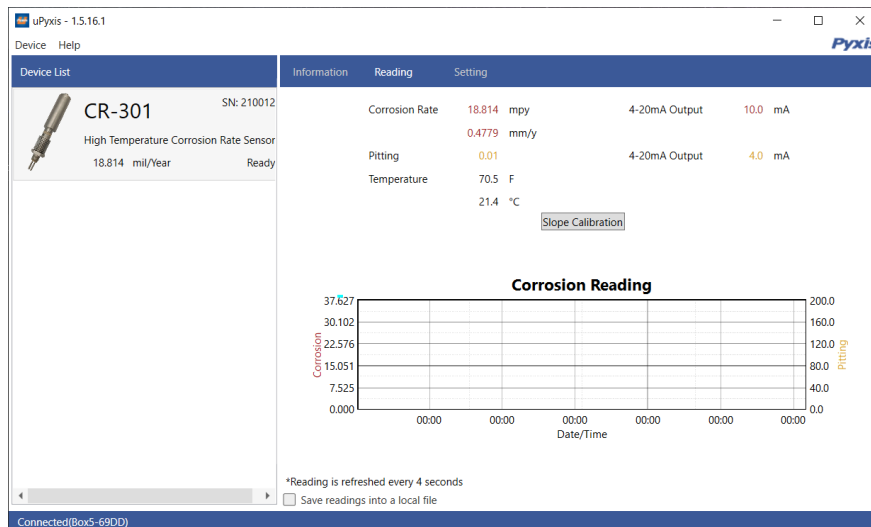 uPyxis - 1.5.16.1
Device Help
Pyxis
Device List
Information Reading Setting
CR-301 SN: 210012
High Temperature Corrosion Rate Sensor
18.814 mil/Year Ready
Corrosion Rate 18.814 mpy 4-20mA Output 10.0 mA
0.4779 mm/y
Pitting 0.01 4-20mA Output 4.0 mA
Temperature 70.5 F
21.4 °C
Slope Calibration
Corrosion Reading
37.627 200.0
30.102 160.0
22.576 120.0
15.051 80.0
7.525 40.0
0.000 0.0
Corrosion
Pitting
00:00 00:00 00:00 00:00 00:00 00:00
Date/Time
*Reading is refreshed every 4 seconds
Save readings into a local file
Connected(Box5-69DD)